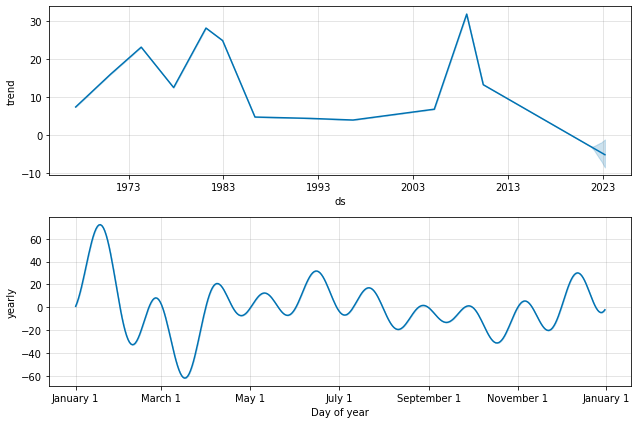 30
20
10
0
−10
trend
1973
1983
1993
2003
2013
2023
ds
60
40
20
0
−20
−40
−60
yearly
January 1
March 1
May 1
July 1
September 1
November 1
January 1
Day of year